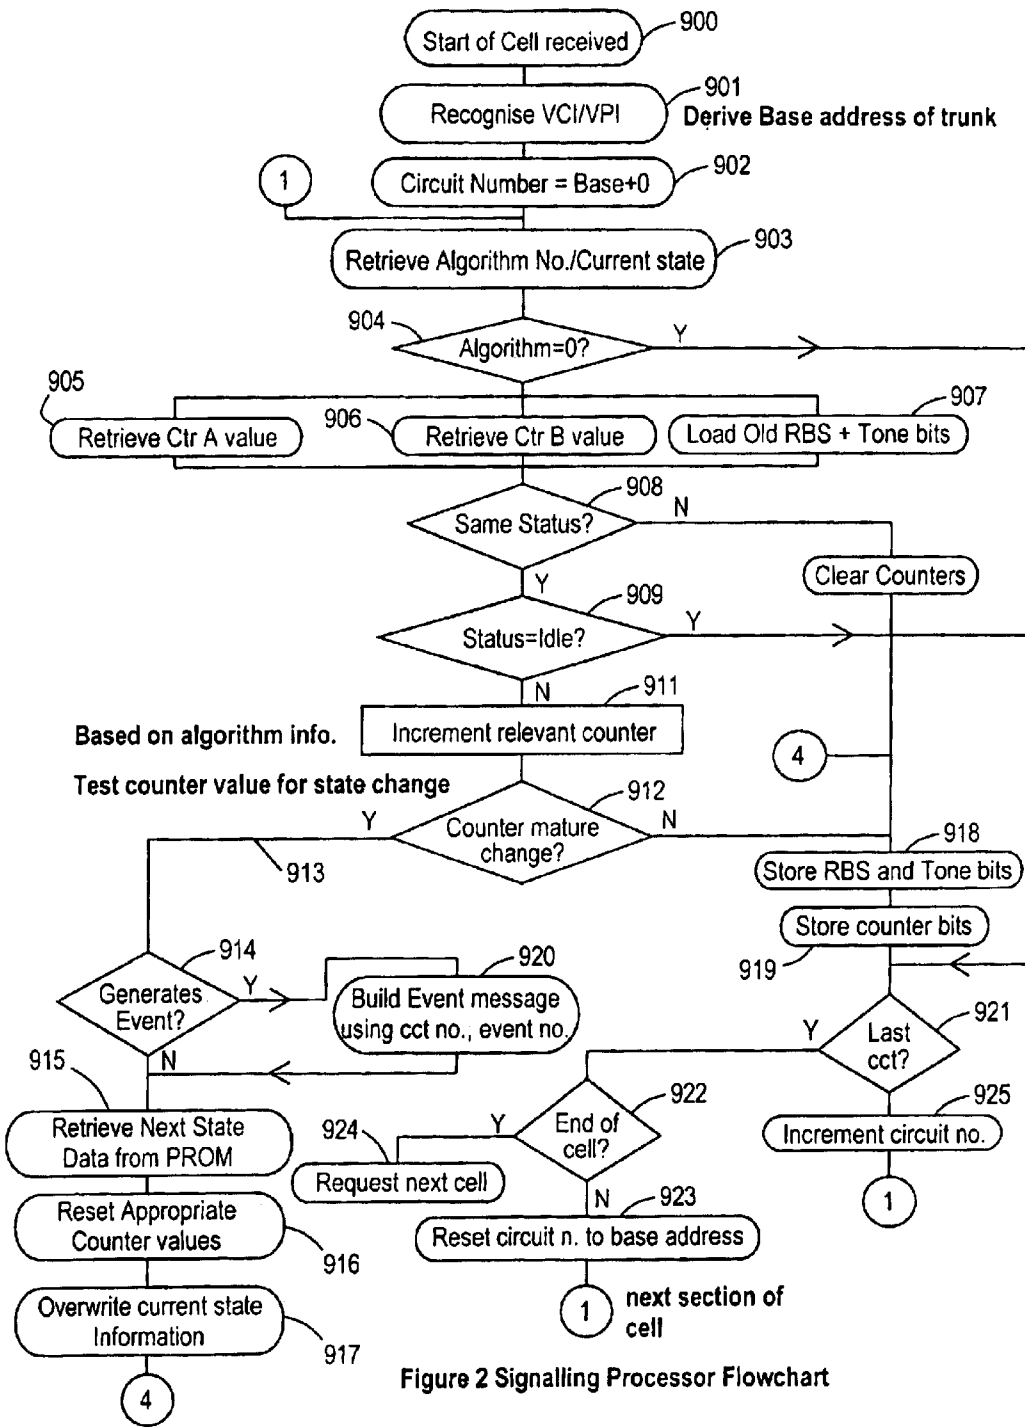 900
Start of Cell received
901
Recognise VCI/VPI
Derive Base address of trunk
902
1
Circuit Number = Base+0
903
Retrieve Algorithm No./Current state
904
Algorithm=0?
Y
905
906
907
Retrieve Ctr A value
Retrieve Ctr B value
Load Old RBS + Tone bits
908
Same Status?
N
Clear Counters
Y
909
Status=Idle?
Y
N
911
Based on algorithm info.
Increment relevant counter
4
Test counter value for state change
912
Y
Counter mature
change?
N
913
918
Store RBS and Tone bits
Store counter bits
919
914
Generates
Event?
Y
920
Build Event message
using cct no., event no.
N
921
Last
cct?
Y
915
Retrieve Next State
Data from PROM
922
End of
cell?
Y
924
Request next cell
925
Increment circuit no.
1
N
923
Reset circuit n. to base address
Reset Appropriate
Counter values
916
1
next section of
cell
Overwrite current state
Information
917
4
Figure 2 Signalling Processor Flowchart